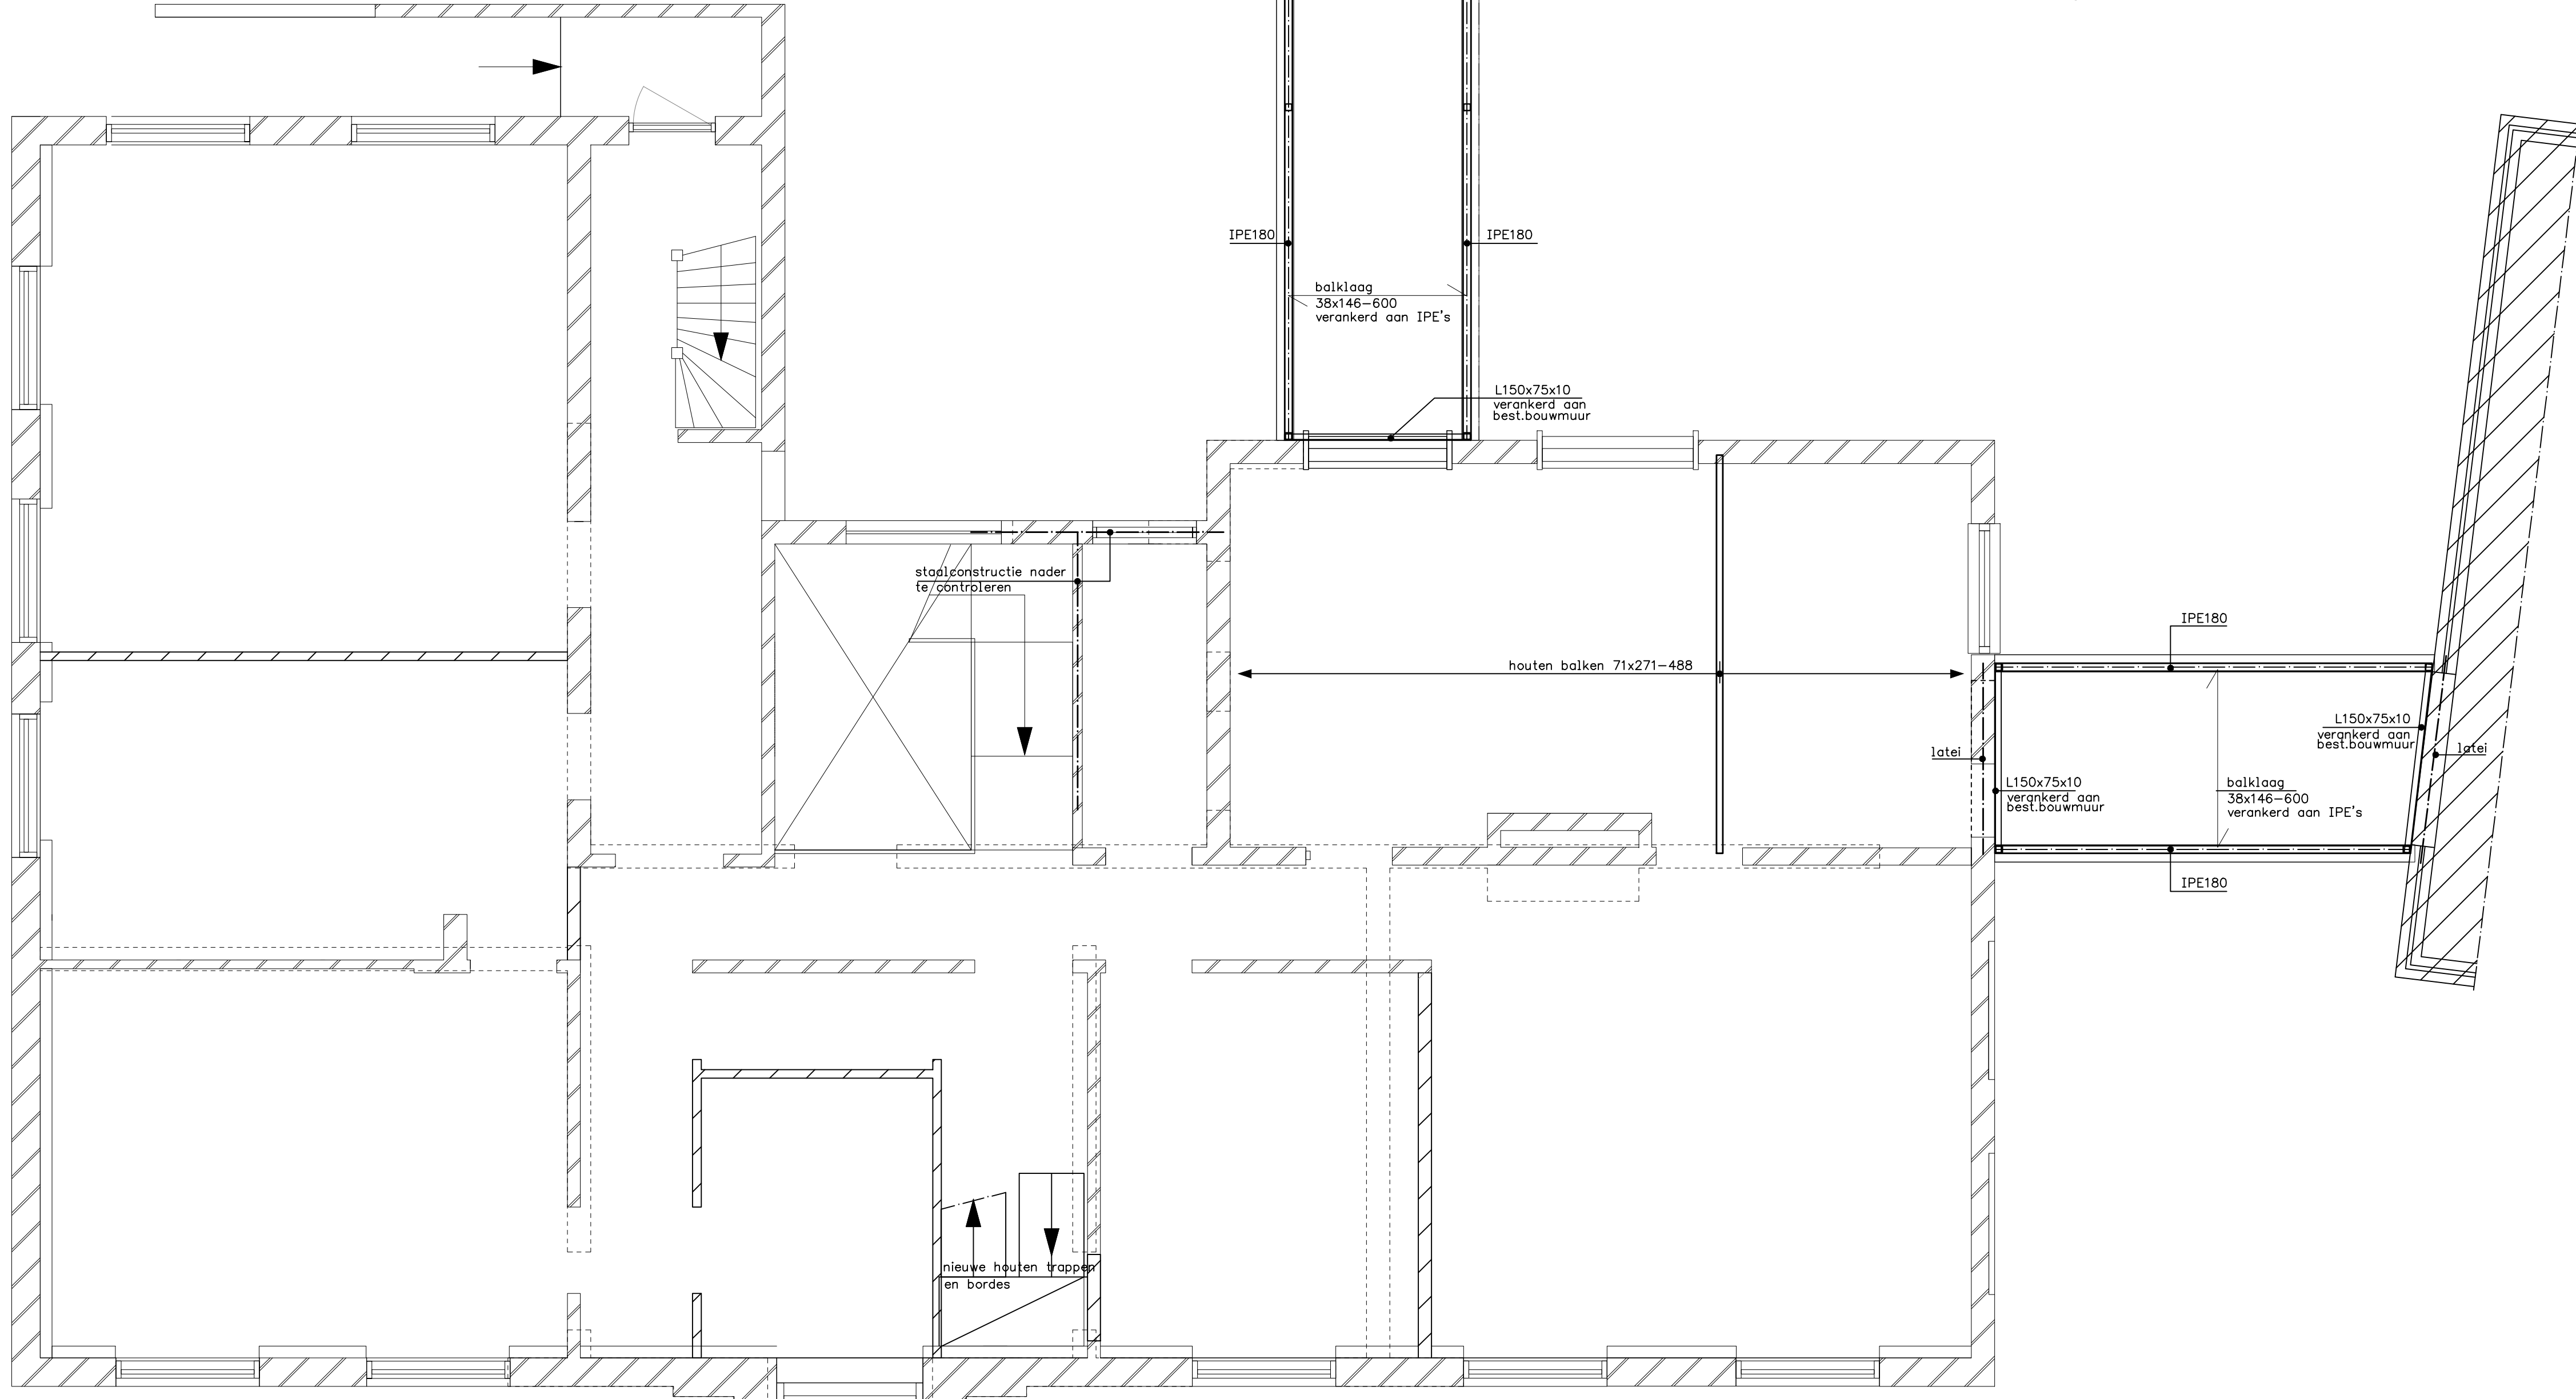 IPE180
IPE180
balklaag
38x146-600
verankerd aan IPE's
L150x75x10
verankerd aan
best.bouwmuur
staalconstructie nader
te controleren
IPE180
houten balken 71x271-488
L150x75x10
verankerd aan
best.bouwmuur
latei
latei
L150x75x10
verankerd aan
best.bouwmuur
balklaag
38x146-600
verankerd aan IPE's
IPE180
nieuwe houten trappen
en bordes